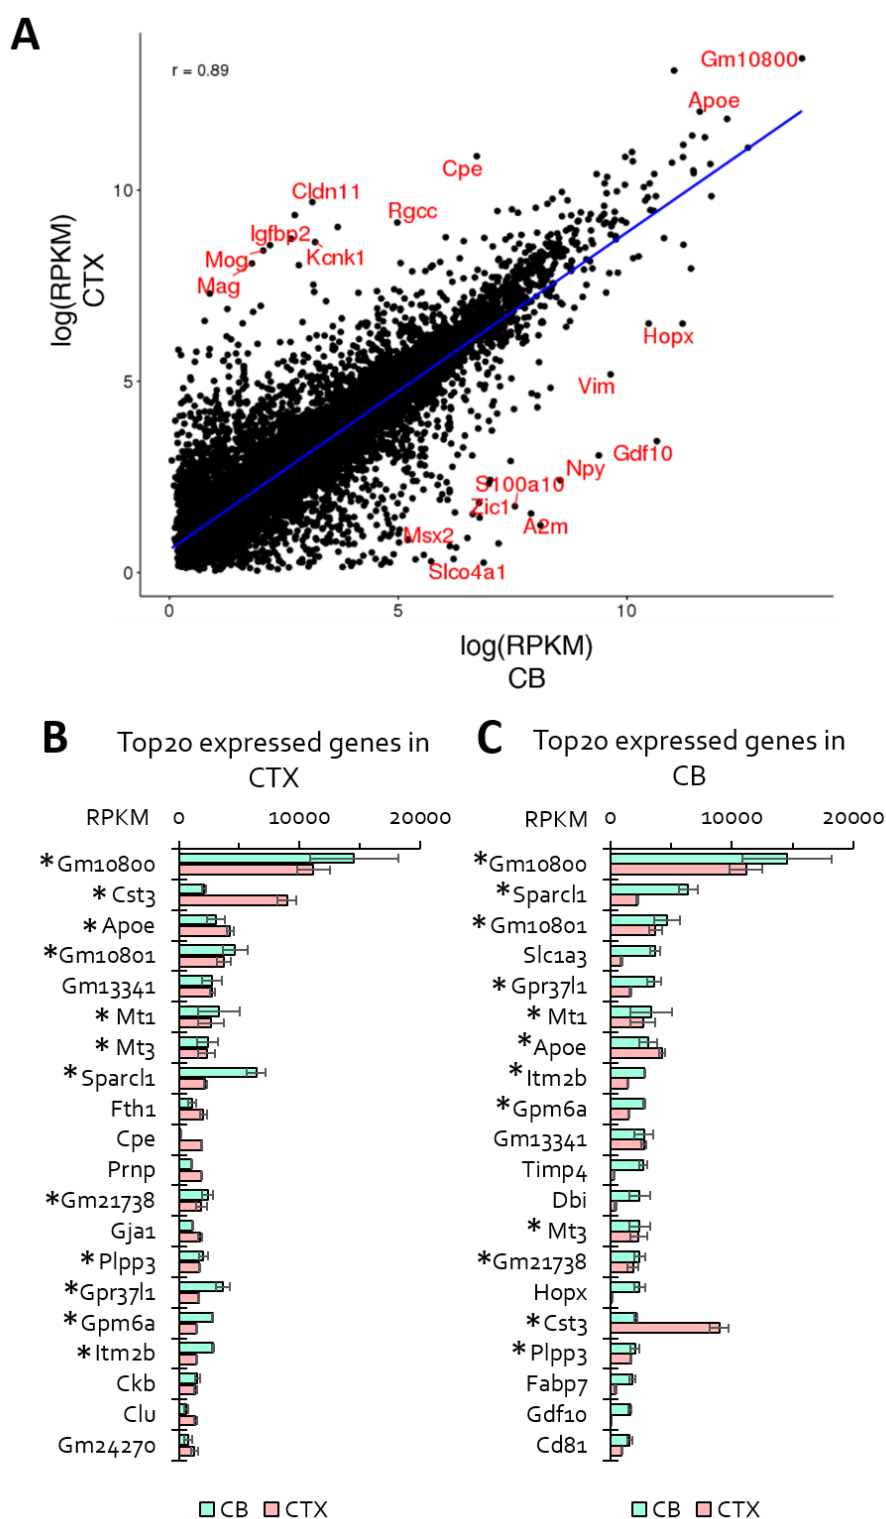 A
r = 0.89
Gm10800
Apoe
Cpe
Cldn11
Rgcc
Igfbp2
Mog
Kcnk1
Mag
Hopx
Vim
Gdf10
Npy
S100a10
Zic1
A2m
Msx2
Slco4a1
10
5
0
log(RPKM)
CTX
0 5 10
log(RPKM)
CB
B
Top20 expressed genes in
CTX
RPKM 0 10000 20000
*Gm10800
* Cst3
* Apoe
*Gm10801
Gm13341
* Mt1
* Mt3
*Sparcl1
Fth1
Cpe
Prnp
*Gm21738
Gja1
* Plpp3
*Gpr37l1
*Gpm6a
*Itm2b
Ckb
Clu
Gm24270
CB CTX
C
Top20 expressed genes in
CB
RPKM 0 10000 20000
*Gm10800
*Sparcl1
*Gm10801
Slc1a3
*Gpr37l1
* Mt1
*Apoe
*Itm2b
*Gpm6a
Gm13341
Timp4
Dbi
* Mt3
*Gm21738
Hopx
*Cst3
*Plpp3
Fabp7
Gdf10
Cd81
CB CTX